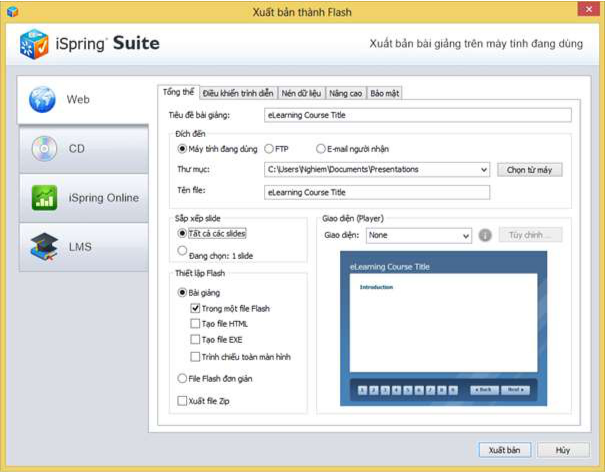 Xuất bản thành Flash
iSpring Suite
Xuất bản bài giảng trên máy tính đang dùng
Web
CD
iSpring Online
LMS
Tổng thể
Điều khiển trình diễn
Nén dữ liệu
Nâng cao
Bảo mật
Tiêu đề bài giảng:
eLearning Course Title
Đích đến
Máy tính đang dùng
FTP
E-mail người nhận
Thư mục:
C:\Users\Nghiem\Documents\Presentations
Chọn từ máy
Tên file:
eLearning Course Title
Sắp xếp slide
Tất cả các slides
Đang chọn: 1 slide
Thiết lập Flash
Bài giảng
Trong một file Flash
Tạo file HTML
Tạo file EXE
Trình chiếu toàn màn hình
File Flash đơn giản
Xuất file Zip
Giao diện (Player)
Giao diện:
None
Tùy chỉnh ...
eLearning Course Title
Introduction
1 2 3 4 5 6 7 8 9
Back
Next
Xuất bản
Hủy